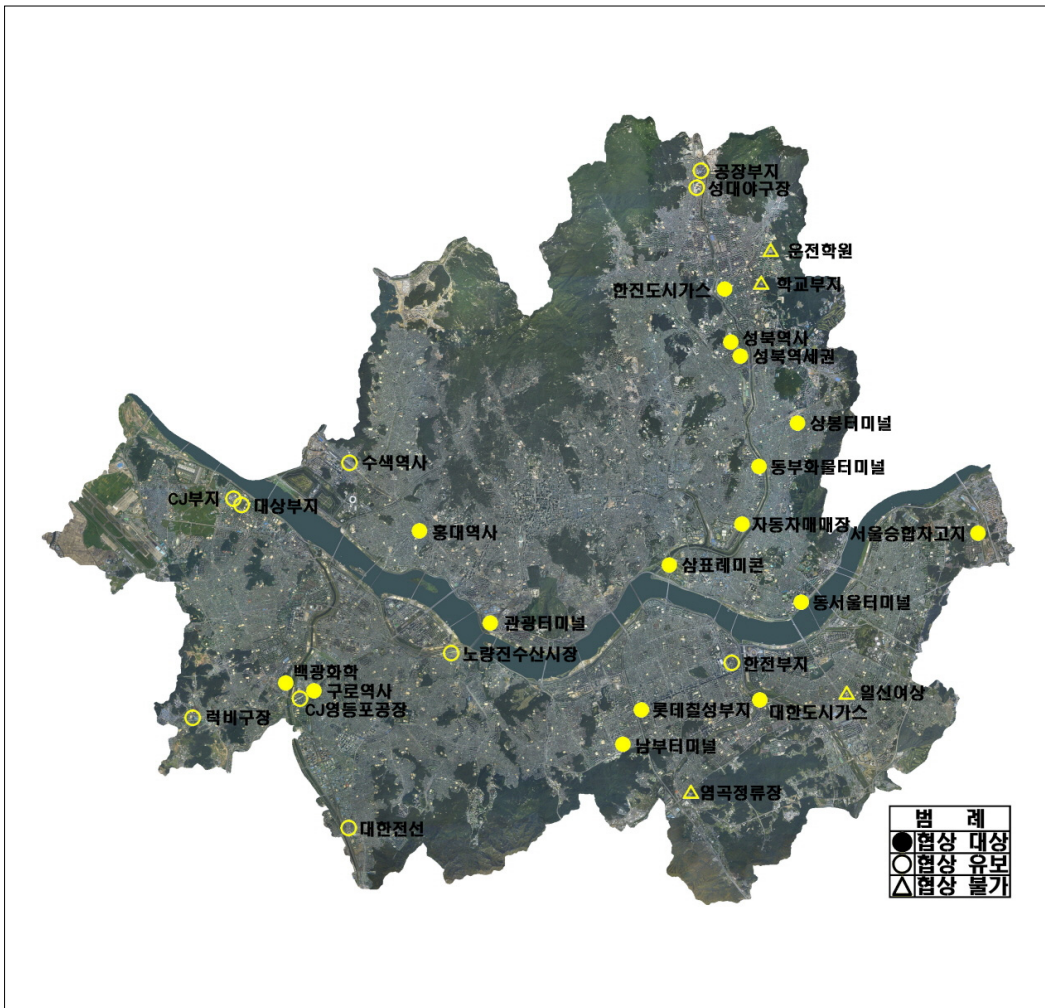 공장부지
성대야구장
운전학원
학교부지
한진도시가스
성북역사
성북역세권
상봉터미널
동부화물터미널
수색역사
CJ부지
대상부지
홍대역사
자동차매매장
서울승합차고지
삼표레미콘
동서울터미널
관광터미널
노량진수산시장
한전부지
백광화학
구로역사
CJ영등포공장
럭비구장
일신여상
대한도시가스
롯데칠성부지
남부터미널
염곡정류장
대한전선
범 례
협상 대상
협상 유보
협상 불가